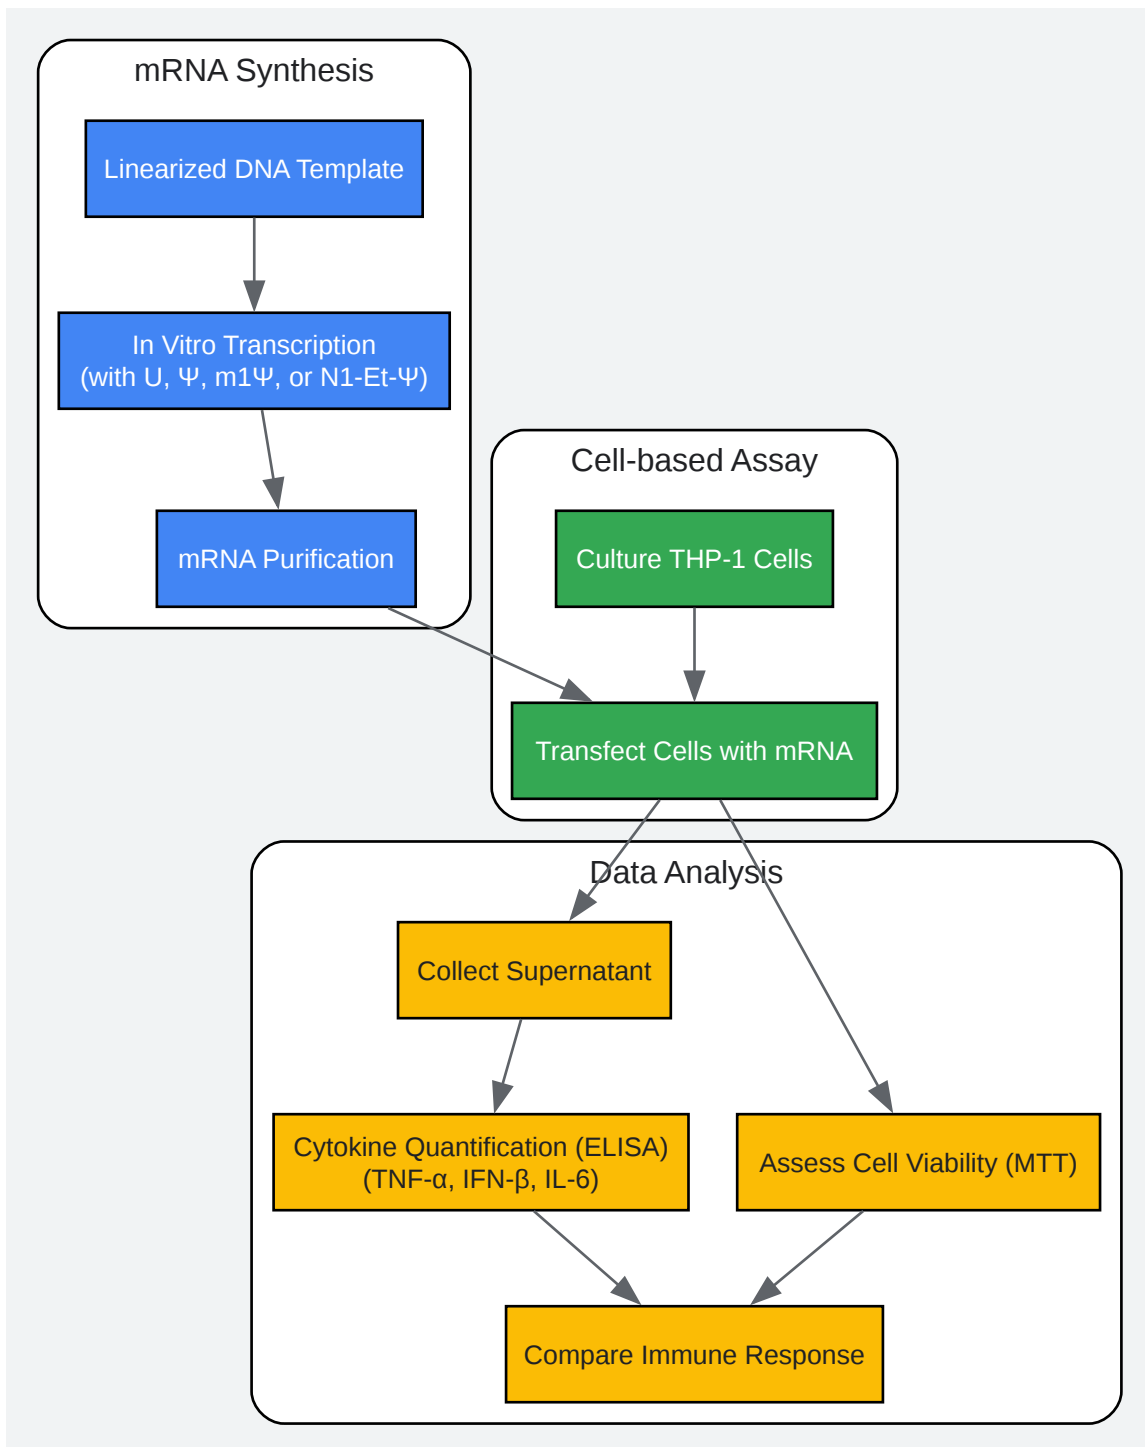 mRNA Synthesis
Linearized DNA Template
In Vitro Transcription
(with U, Ψ, m1Ψ, or N1-Et-Ψ)
mRNA Purification
Cell-based Assay
Culture THP-1 Cells
Transfect Cells with mRNA
Data Analysis
Collect Supernatant
Cytokine Quantification (ELISA)
(TNF-α, IFN-β, IL-6)
Assess Cell Viability (MTT)
Compare Immune Response